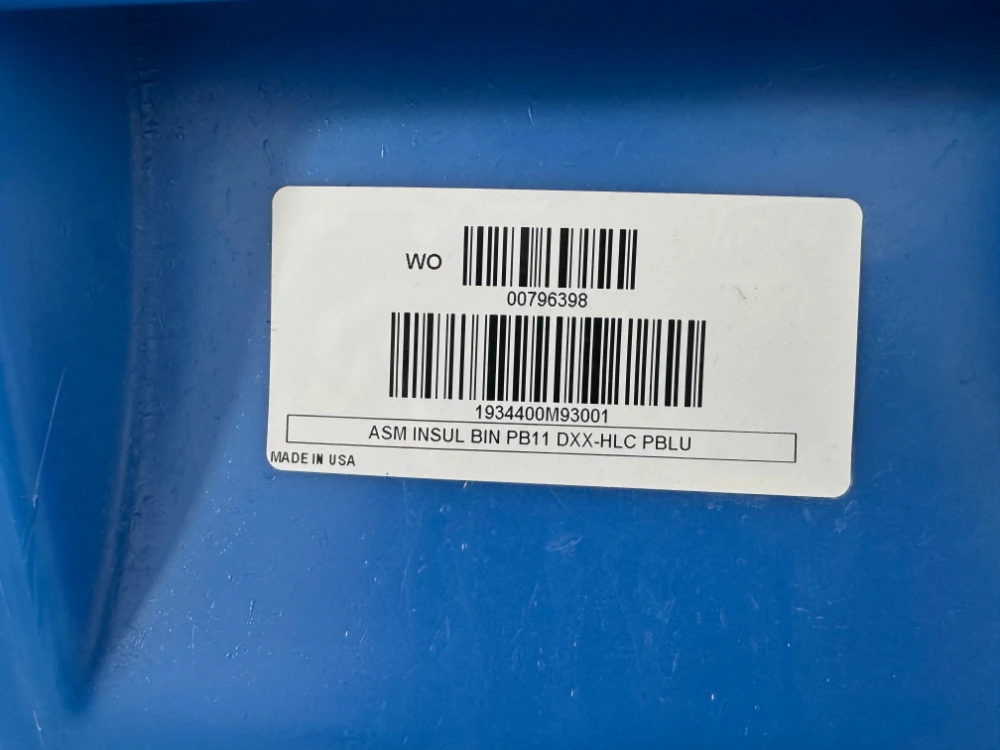 WO
00796398
1934400M93001
ASM INSUL BIN PB11 DXX-HLC PBLU
MADE IN USA